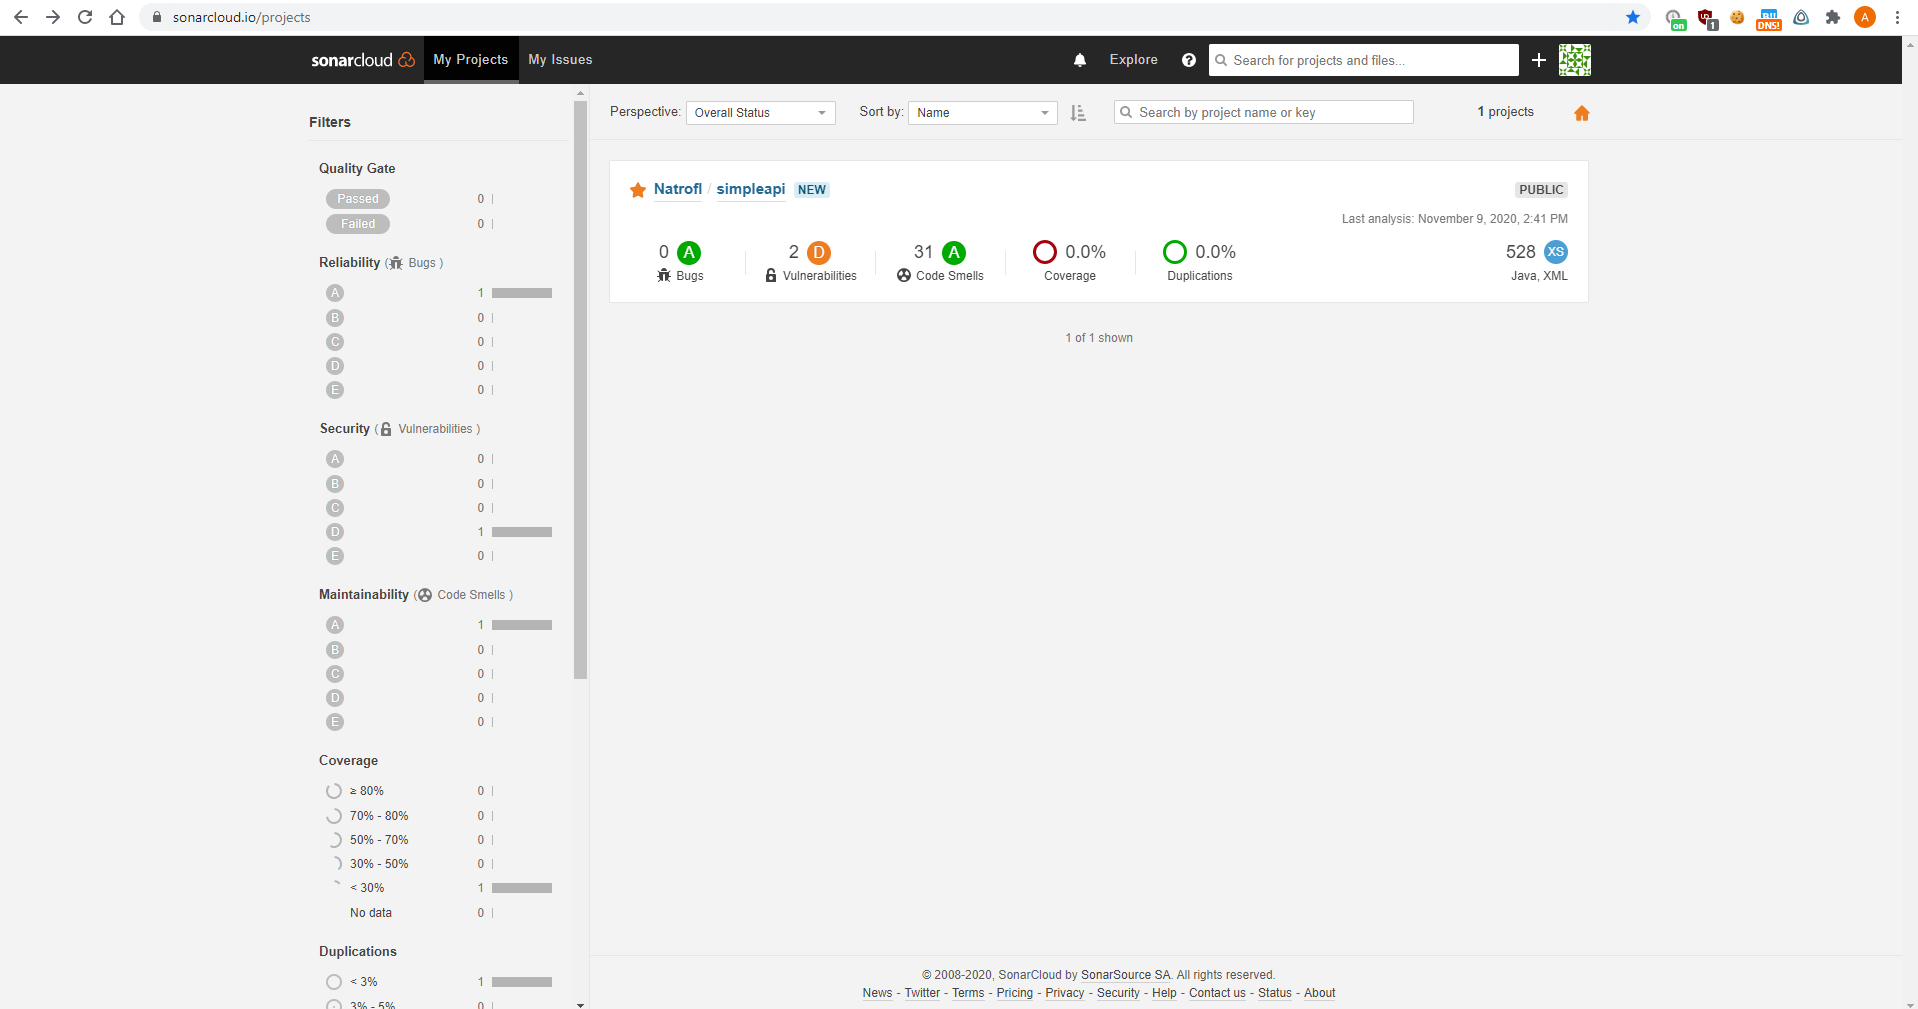 sonarcloud.io/projects
on
1
DNS!
A
sonarcloud My Projects My Issues Explore Search for projects and files...
Perspective: Overall Status Sort by: Name Search by project name or key 1 projects
Filters
Quality Gate
Passed 0
Failed 0
Reliability ( Bugs )
A 1
B 0
C 0
D 0
E 0
Security ( Vulnerabilities )
A 0
B 0
C 0
D 1
E 0
Maintainability ( Code Smells )
A 1
B 0
C 0
D 0
E 0
Coverage
≥ 80% 0
70% - 80% 0
50% - 70% 0
30% - 50% 0
< 30% 1
No data 0
Duplications
< 3% 1
3% - 5% 0
Natrofl / simpleapi NEW PUBLIC
Last analysis: November 9, 2020, 2:41 PM
0 A 2 D 31 A 0.0% 0.0% 528 XS
Bugs Vulnerabilities Code Smells Coverage Duplications Java, XML
1 of 1 shown
© 2008-2020, SonarCloud by SonarSource SA. All rights reserved.
News - Twitter - Terms - Pricing - Privacy - Security - Help - Contact us - Status - About